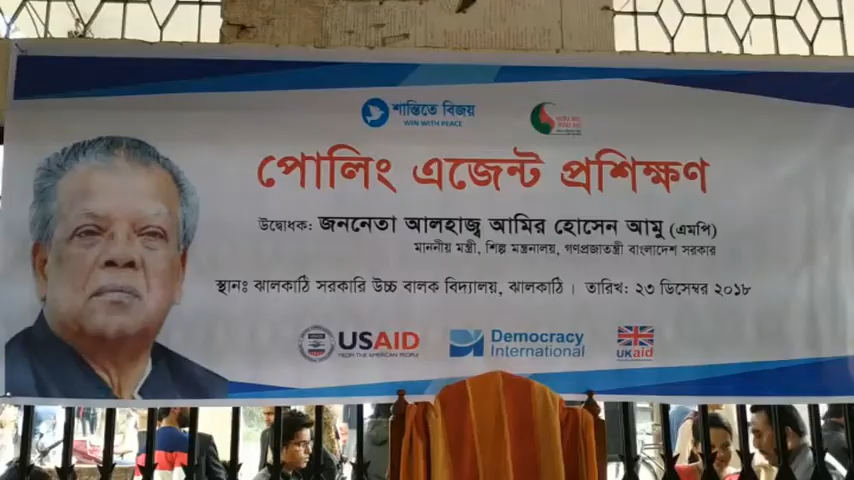 শান্তিতে বিজয়
WIN WITH PEACE
পোলিং এজেন্ট প্রশিক্ষণ
উদ্বোধক: জননেতা আলহাজ্ব আমির হোসেন আমু (এমপি)
মাননীয় মন্ত্রী, শিল্প মন্ত্রনালয়, গণপ্রজাতন্ত্রী বাংলাদেশ সরকার
স্থানঃ ঝালকাঠি সরকারি উচ্চ বালক বিদ্যালয়, ঝালকাঠি । তারিখ: ২৩ ডিসেম্বর ২০১৮
USAID
FROM THE AMERICAN PEOPLE
Democracy
International
UKaid